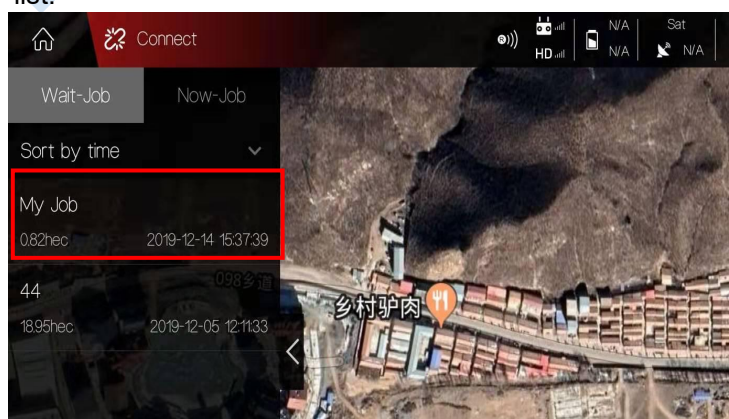 list.
Connect
HD
N/A
N/A
Sat
N/A
Wait-Job
Now-Job
Sort by time
My Job
0.82hec
2019-12-14 15:37:39
098乡道
44
18.95hec
2019-12-05 12:11:33
乡村驴肉